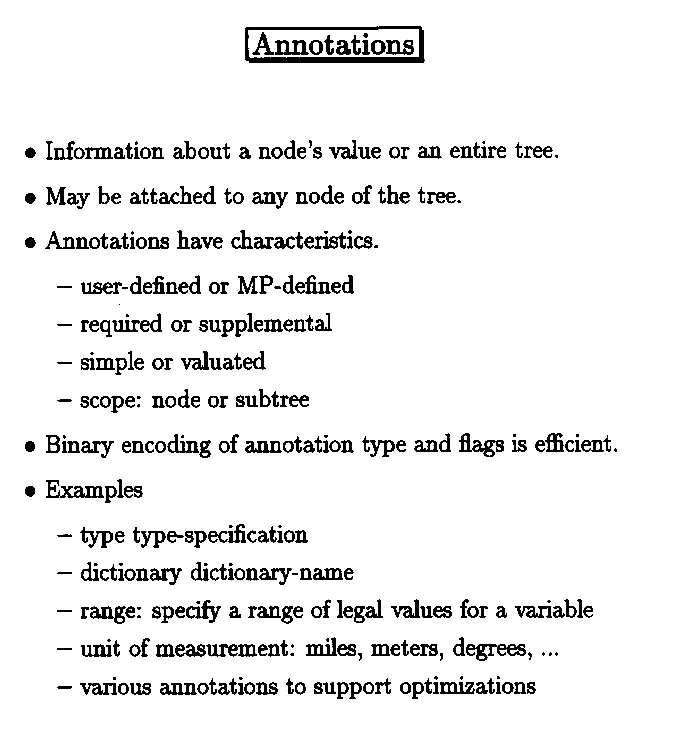 Annotations
• Information about a node's value or an entire tree.
• May be attached to any node of the tree.
• Annotations have characteristics.
– user-defined or MP-defined
– required or supplemental
– simple or valuated
– scope: node or subtree
• Binary encoding of annotation type and flags is efficient.
• Examples
– type type-specification
– dictionary dictionary-name
– range: specify a range of legal values for a variable
– unit of measurement: miles, meters, degrees, ...
– various annotations to support optimizations